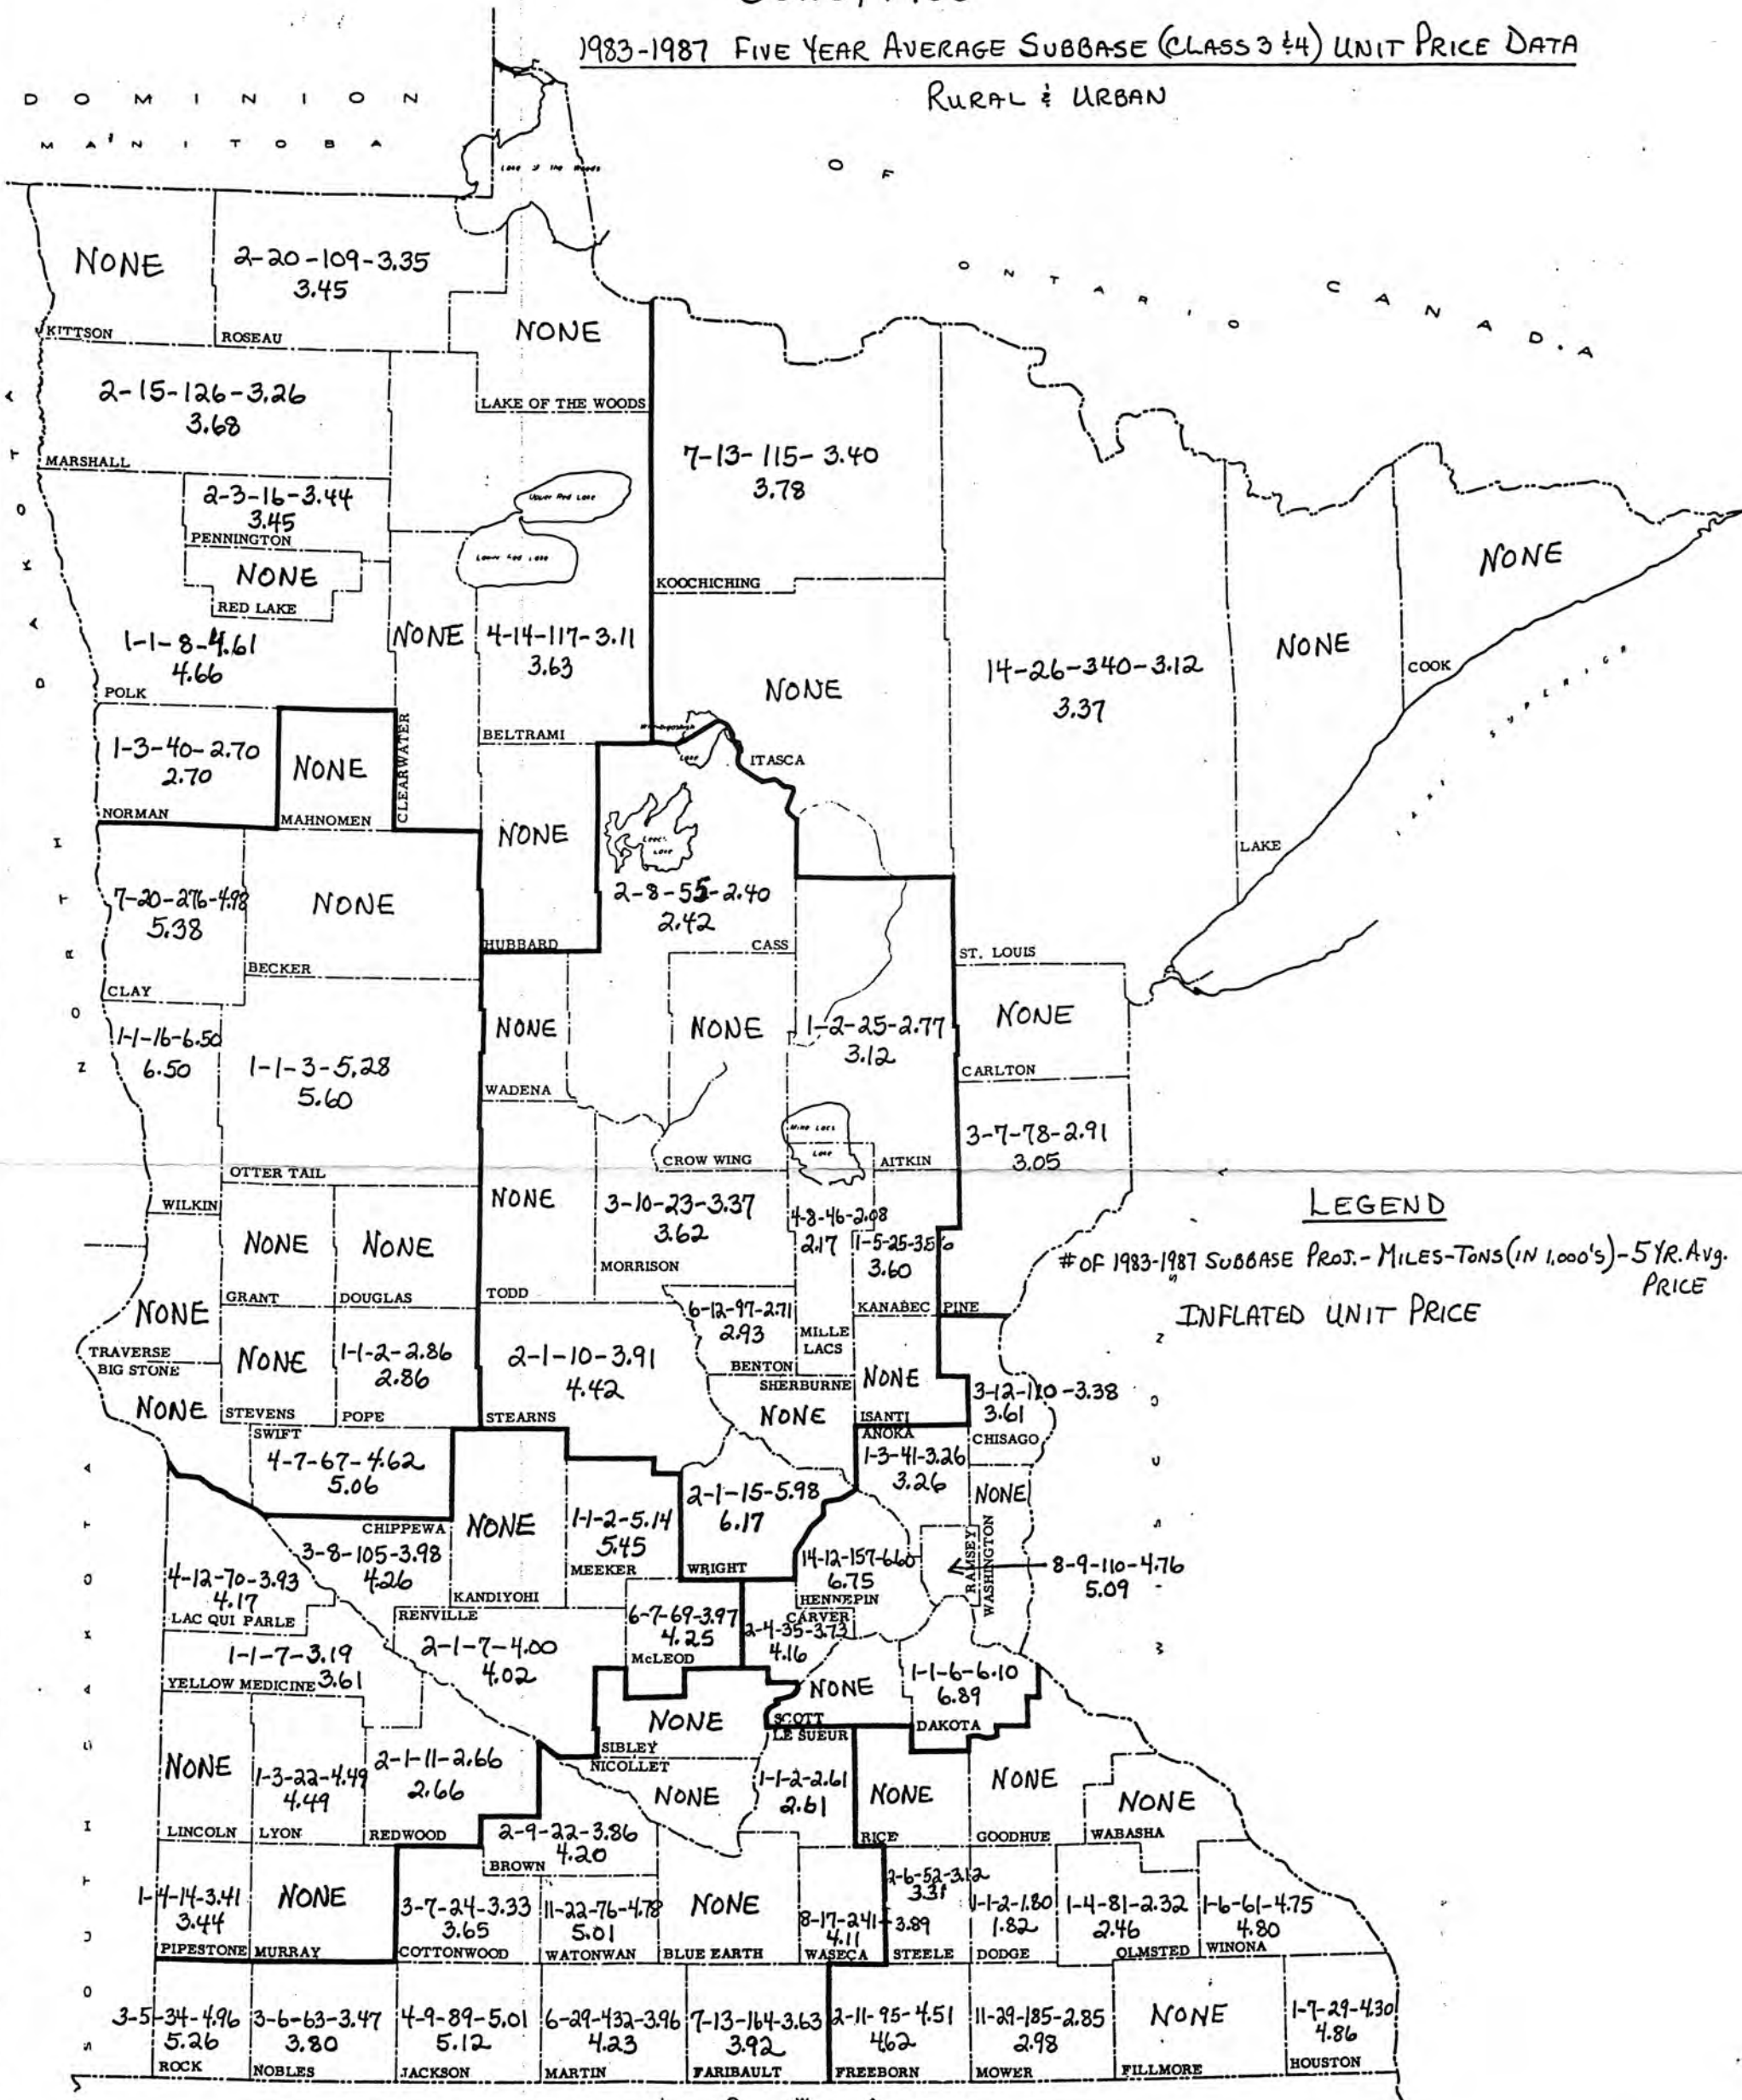 1983-1987 FIVE YEAR AVERAGE SUBBASE (CLASS 3 & 4) UNIT PRICE DATA
RURAL & URBAN
DOMINION
MANITOBA
OF
ONTARIO CANADA
Lake of the Woods
NONE
KITTSON
2-20-109-3.35
3.45
ROSEAU
NONE
LAKE OF THE WOODS
2-15-126-3.26
3.68
MARSHALL
2-3-16-3.44
3.45
PENNINGTON
NONE
RED LAKE
1-1-8-4.61
4.66
POLK
NONE
CLEARWATER
Upper Red Lake
Lower Red Lake
4-14-117-3.11
3.63
BELTRAMI
7-13-115-3.40
3.78
KOOCHICHING
NONE
ITASCA
14-26-340-3.12
3.37
ST. LOUIS
NONE
LAKE
NONE
COOK
1-3-40-2.70
2.70
NORMAN
NONE
MAHNOMEN
NONE
HUBBARD
Leech
Lake
2-8-55-2.40
2.42
CASS
7-20-276-4.98
5.38
CLAY
NONE
BECKER
1-1-16-6.50
6.50
WILKIN
1-1-3-5.28
5.60
OTTER TAIL
NONE
WADENA
NONE
CROW WING
1-2-25-2.77
3.12
AITKIN
Mille Lacs
Lake
NONE
CARLTON
3-7-78-2.91
3.05
PINE
NONE
GRANT
NONE
DOUGLAS
NONE
TODD
3-10-23-3.37
3.62
MORRISON
4-8-46-2.08
2.17
MILLE
LACS
1-5-25-3.56
3.60
KANABEC
LEGEND
# OF 1983-1987 SUBBASE PROJ.- MILES-TONS (IN 1,000's) - 5 YR. Avg.
PRICE
INFLATED UNIT PRICE
NONE
TRAVERSE
NONE
BIG STONE
NONE
STEVENS
1-1-2-2.86
2.86
POPE
2-1-10-3.91
4.42
STEARNS
6-12-97-2.71
2.93
BENTON
NONE
SHERBURNE
NONE
ISANTI
3-12-110-3.38
3.61
CHISAGO
SWIFT
4-7-67-4.62
5.06
CHIPPEWA
3-8-105-3.98
4.26
NONE
KANDIYOHI
1-1-2-5.14
5.45
MEEKER
2-1-15-5.98
6.17
WRIGHT
ANOKA
1-3-41-3.26
3.26
NONE
WASHINGTON
RAMSEY
8-9-110-4.76
5.09
14-12-157-6.60
6.75
HENNEPIN
4-12-70-3.93
4.17
LAC QUI PARLE
1-1-7-3.19
3.61
YELLOW MEDICINE
RENVILLE
2-1-7-4.00
4.02
6-7-69-3.97
4.25
McLEOD
CARVER
2-4-35-3.73
4.16
NONE
SCOTT
1-1-6-6.10
6.89
DAKOTA
NONE
LINCOLN
1-3-22-4.49
4.49
LYON
2-1-11-2.66
2.66
REDWOOD
NONE
SIBLEY
NICOLLET
NONE
LE SUEUR
1-1-2-2.61
2.61
NONE
RICE
NONE
GOODHUE
NONE
WABASHA
2-9-22-3.86
4.20
BROWN
1-4-14-3.41
3.44
PIPESTONE
NONE
MURRAY
3-7-24-3.33
3.65
COTTONWOOD
11-22-76-4.78
5.01
WATONWAN
NONE
BLUE EARTH
8-17-241-3.89
4.11
WASECA
2-6-52-3.12
3.31
STEELE
1-1-2-1.80
1.82
DODGE
1-4-81-2.32
2.46
OLMSTED
1-6-61-4.75
4.80
WINONA
3-5-34-4.96
5.26
ROCK
3-6-63-3.47
3.80
NOBLES
4-9-89-5.01
5.12
JACKSON
6-29-432-3.96
4.23
MARTIN
7-13-164-3.63
3.92
FARIBAULT
2-11-95-4.51
4.62
FREEBORN
11-29-185-2.85
2.98
MOWER
NONE
FILLMORE
1-7-29-4.30
4.86
HOUSTON